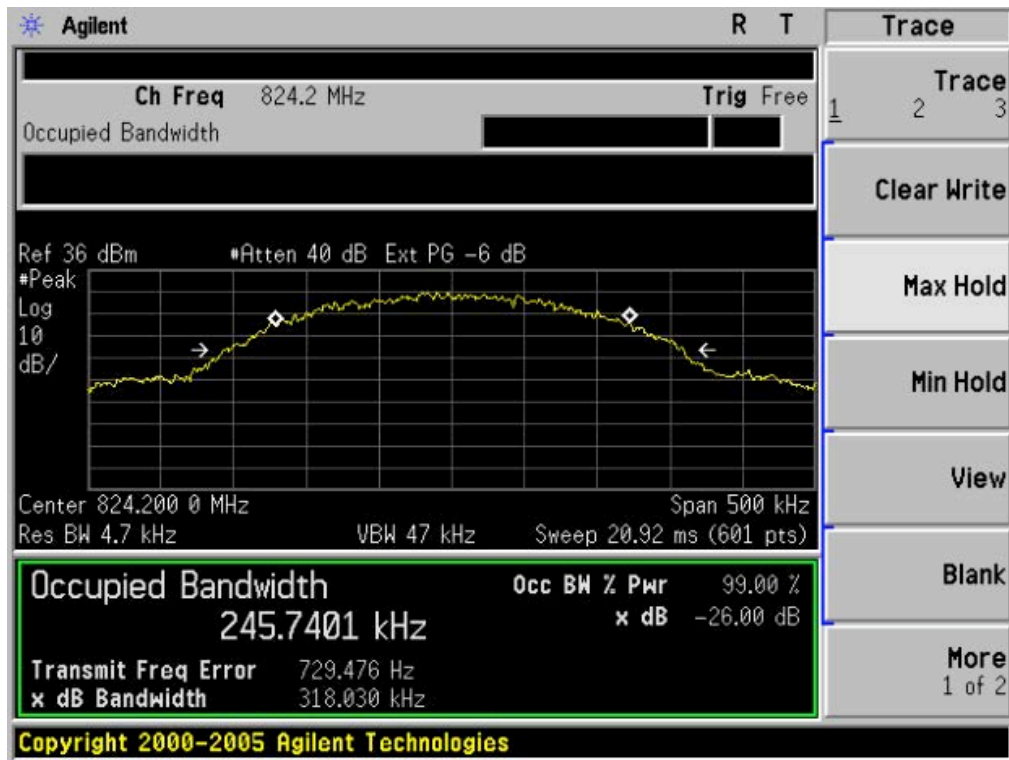 Agilent R T Trace
Ch Freq 824.2 MHz Trig Free
Occupied Bandwidth
Trace
1 2 3
Clear Write
Max Hold
Min Hold
View
Blank
More
1 of 2
Ref 36 dBm #Atten 40 dB Ext PG -6 dB
#Peak
Log
10
dB/
Center 824.200 0 MHz Span 500 kHz
Res BW 4.7 kHz VBW 47 kHz Sweep 20.92 ms (601 pts)
Occupied Bandwidth Occ BW % Pwr 99.00 %
245.7401 kHz x dB -26.00 dB
Transmit Freq Error 729.476 Hz
x dB Bandwidth 318.030 kHz
Copyright 2000-2005 Agilent Technologies